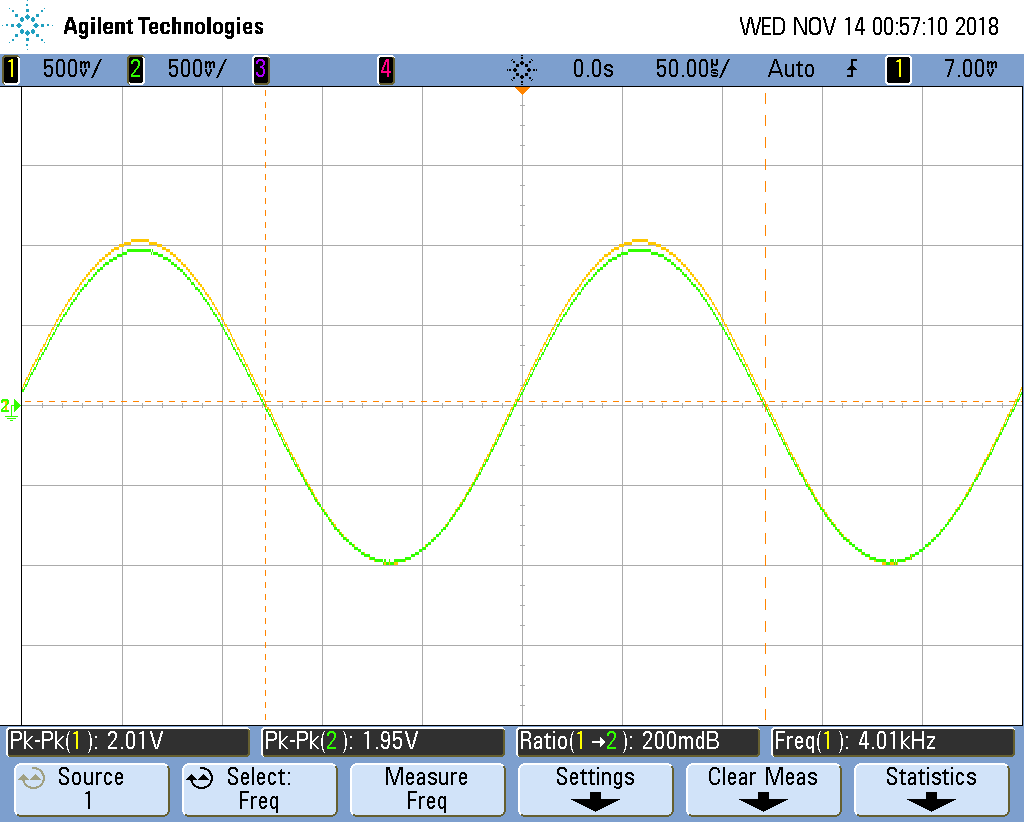 Agilent Technologies WED NOV 14 00:57:10 2018
1 500mV/ 2 500mV/ 3 4 0.0s 50.00µs/ Auto 1 7.00mV
2
Pk-Pk(1): 2.01V Pk-Pk(2): 1.95V Ratio(1→2): 200mdB Freq(1): 4.01kHz
Source Select: Measure Settings Clear Meas Statistics
1 Freq Freq